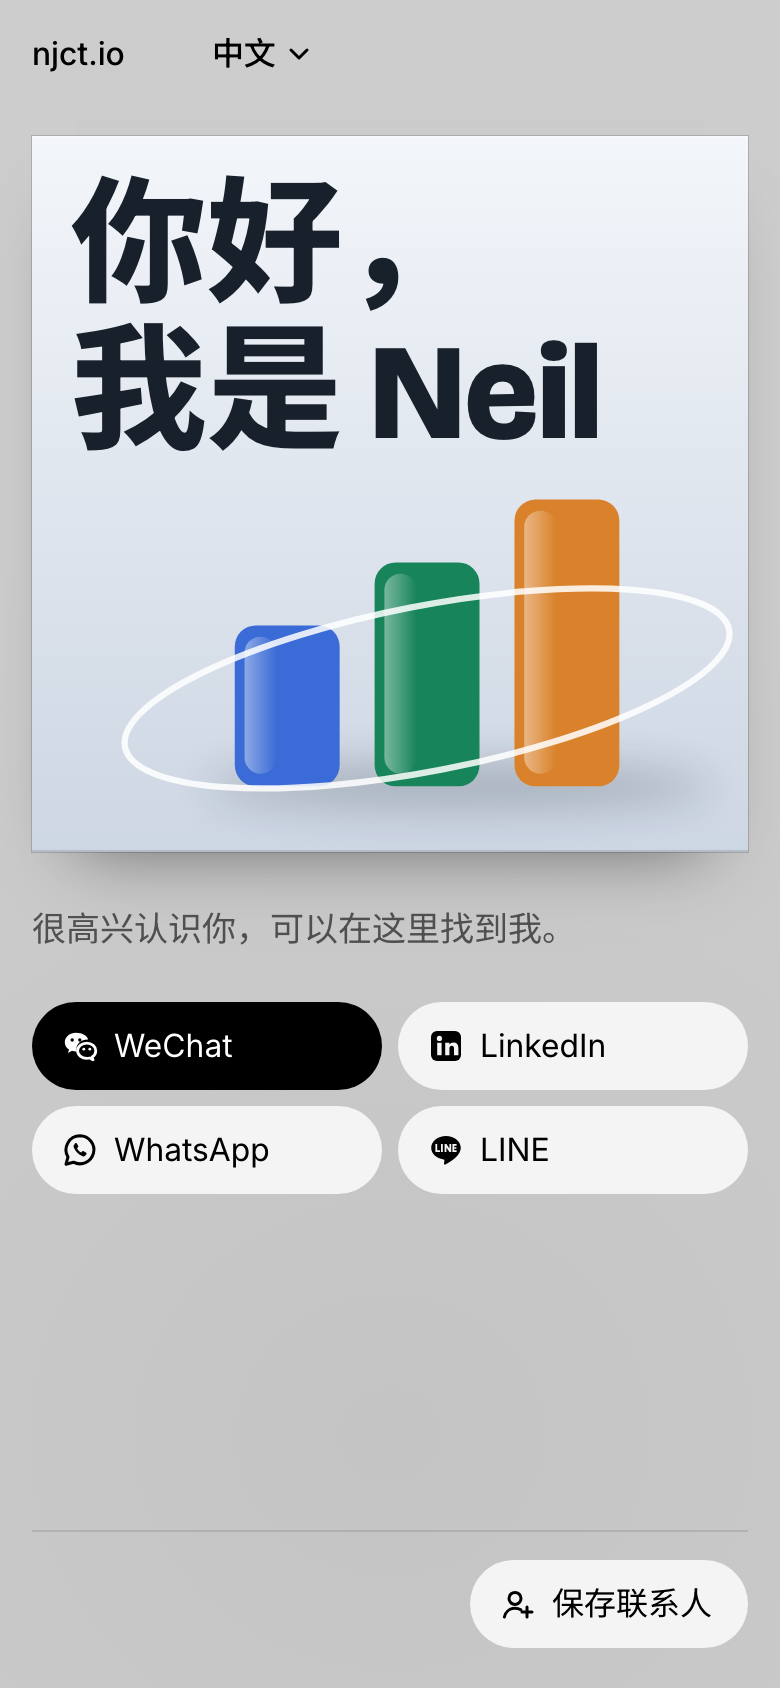 njct.io
中文
你好，
我是 Neil
很高兴认识你，可以在这里找到我。
WeChat
LinkedIn
WhatsApp
LINE
LINE
保存联系人